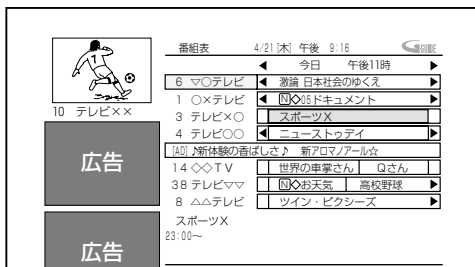 番組表 4/21[木] 午後 9:16 GGUIDE
◀ 今日 午後11時 ▶
6 ▽○テレビ ◀ 激論 日本社会のゆくえ ▶
1 ○×テレビ ◀ N◇05ドキュメント ▶
3 テレビ×○ スポーツX
4 テレビ○○ ◀ ニューストゥデイ ▶
[AD]♪新体験の香ばしさ♪ 新アロマノアール☆
14 ◇◇TV 世界の車掌さん Qさん
38 テレビ▽▽ N◇お天気 高校野球 ▶
8 △△テレビ ツイン・ピクシーズ ▶
スポーツX
23:00〜
7
10 テレビ××
広告
広告